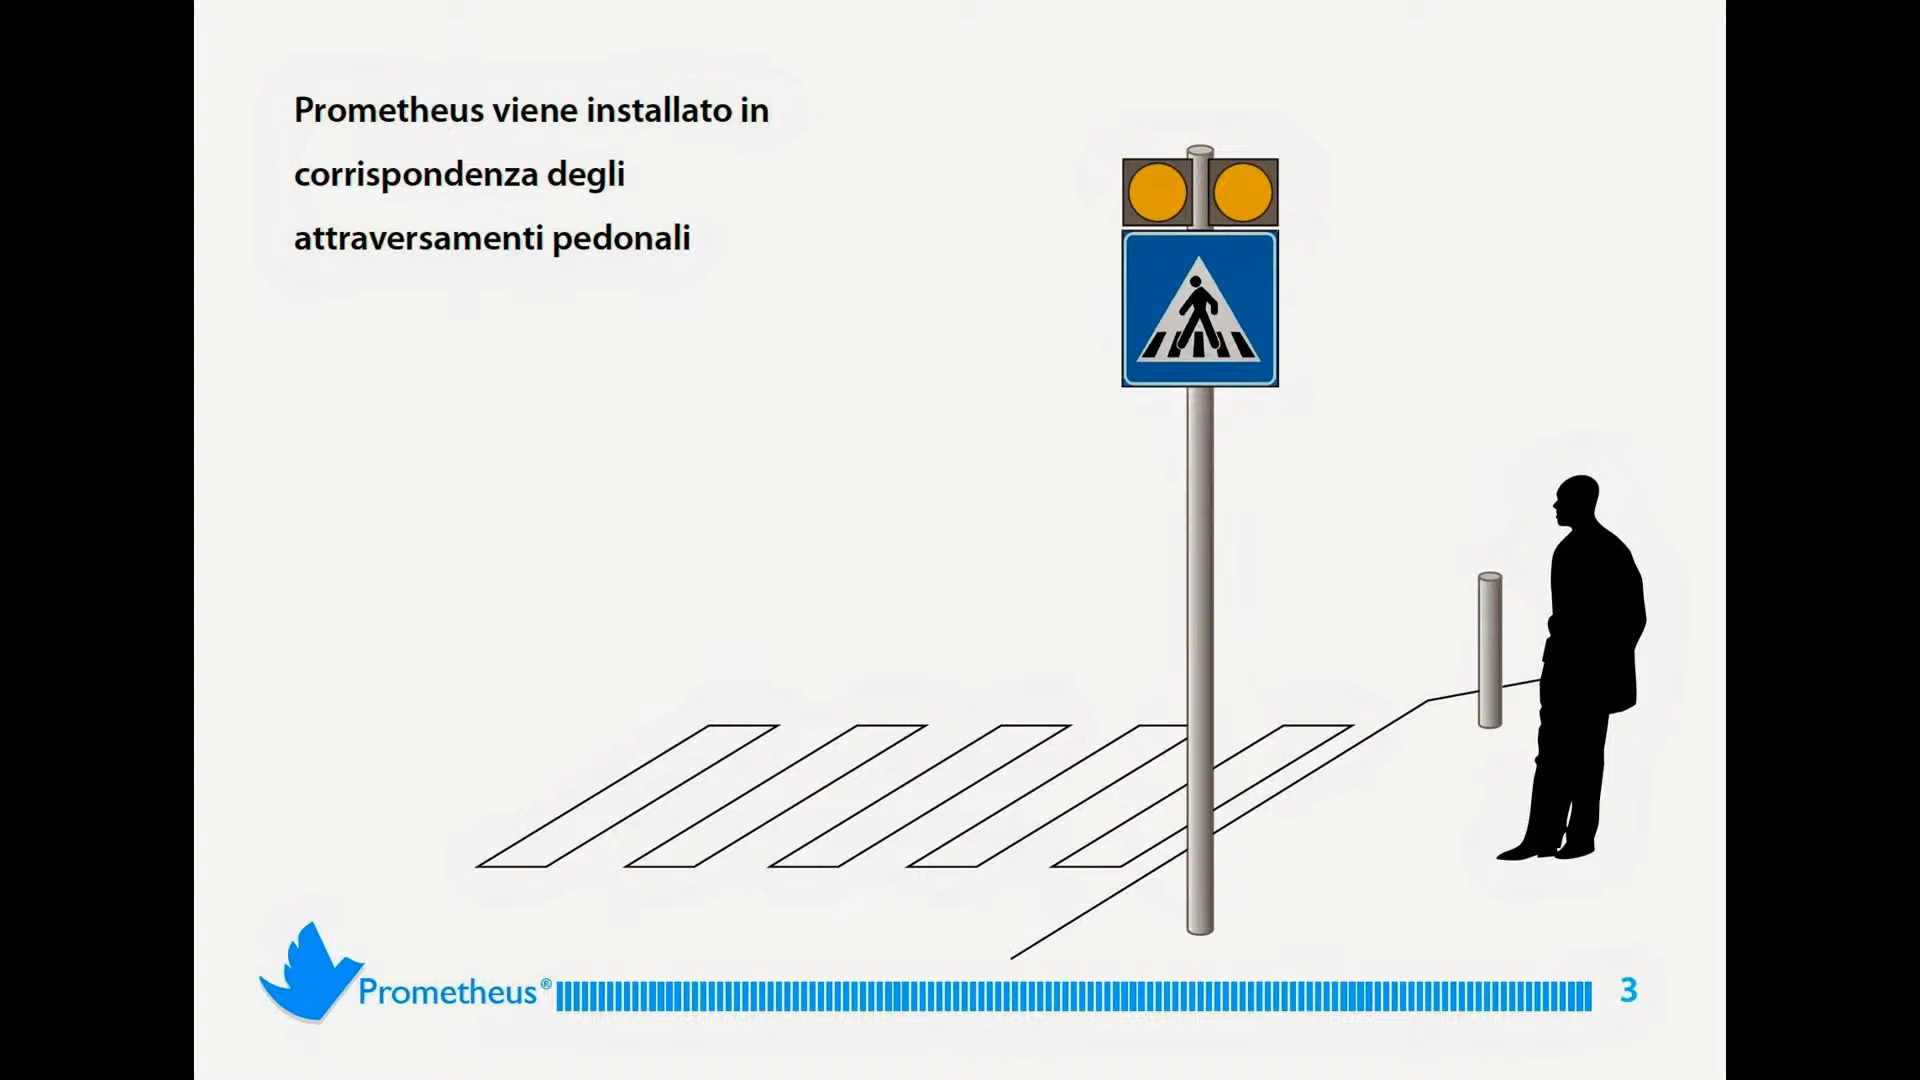 Prometheus viene installato in
corrispondenza degli
attraversamenti pedonali
Prometheus®
3